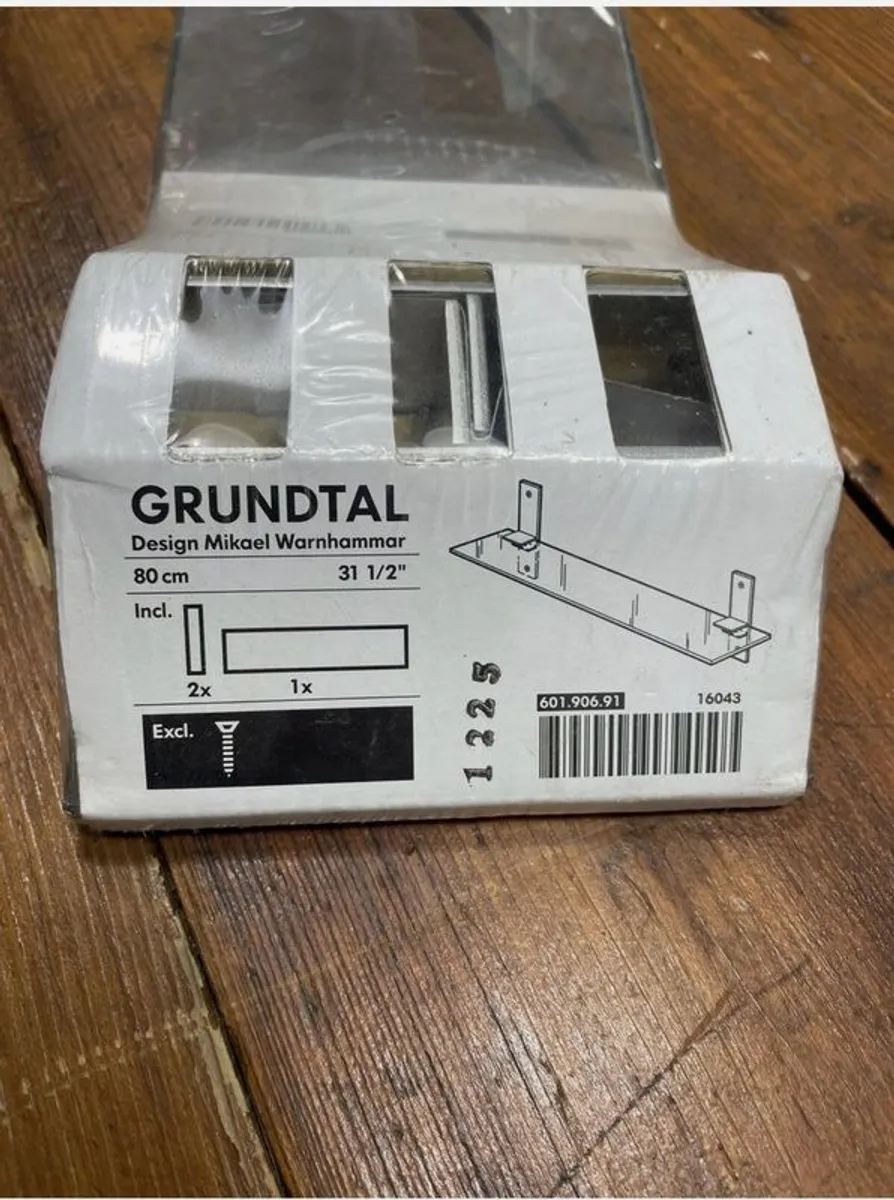 GRUNDTAL
Design Mikael Warnhammar
80 cm 31 1/2"
Incl.
2x 1x
Excl.
1225
601.906.91 16043